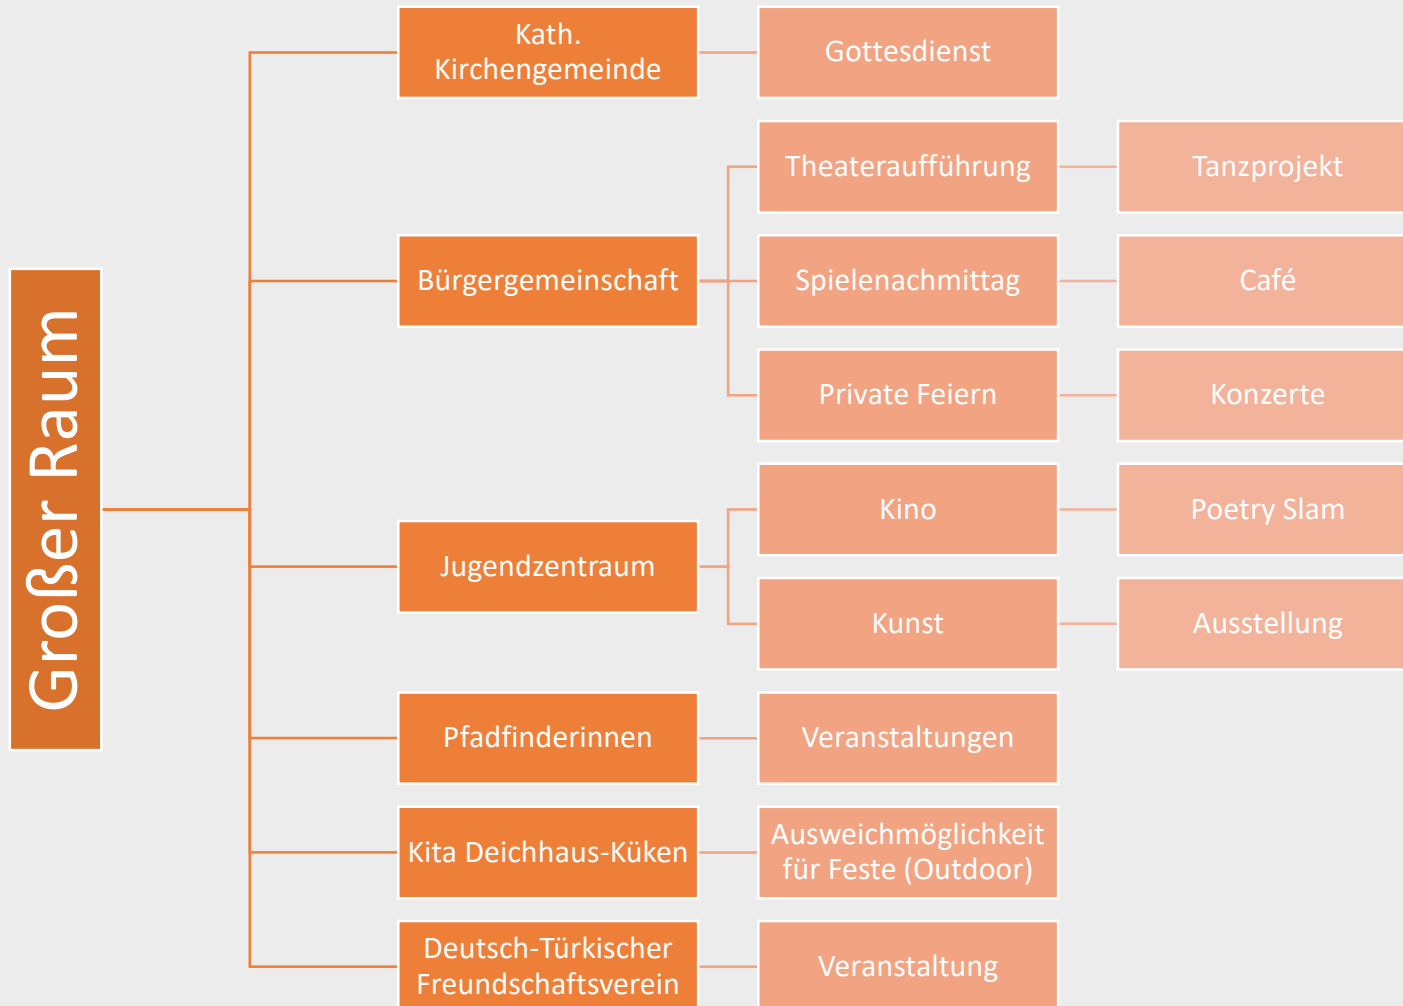 Großer Raum
Kath.
Kirchengemeinde
Gottesdienst
Bürgergemeinschaft
Theateraufführung
Tanzprojekt
Spielenachmittag
Café
Private Feiern
Konzerte
Jugendzentraum
Kino
Poetry Slam
Kunst
Ausstellung
Pfadfinderinnen
Veranstaltungen
Kita Deichhaus-Küken
Ausweichmöglichkeit
für Feste (Outdoor)
Deutsch-Türkischer
Freundschaftsverein
Veranstaltung